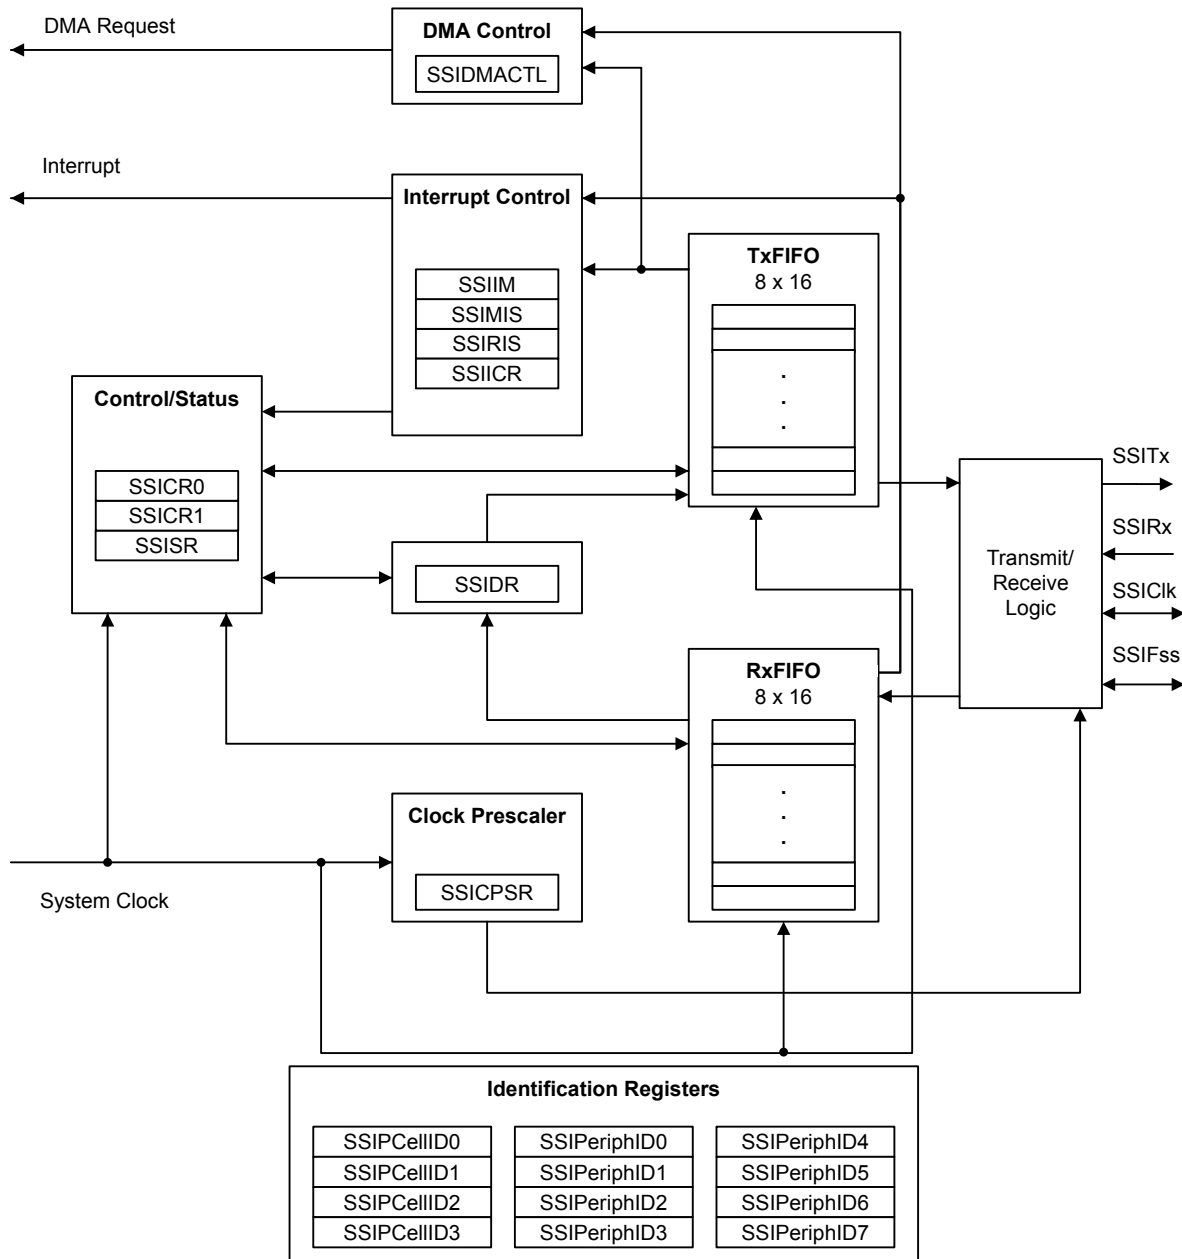 DMA Request
DMA Control
SSIDMACTL
Interrupt
Interrupt Control
SSIIM
SSIMIS
SSIRIS
SSIICR
TxFIFO
8 x 16
.
.
.
Control/Status
SSICR0
SSICR1
SSISR
SSIDR
Transmit/
Receive
Logic
SSITx
SSIRx
SSIClk
SSIFss
RxFIFO
8 x 16
.
.
.
Clock Prescaler
SSICPSR
System Clock
Identification Registers
SSIPCellID0
SSIPCellID1
SSIPCellID2
SSIPCellID3
SSIPeriphID0
SSIPeriphID1
SSIPeriphID2
SSIPeriphID3
SSIPeriphID4
SSIPeriphID5
SSIPeriphID6
SSIPeriphID7